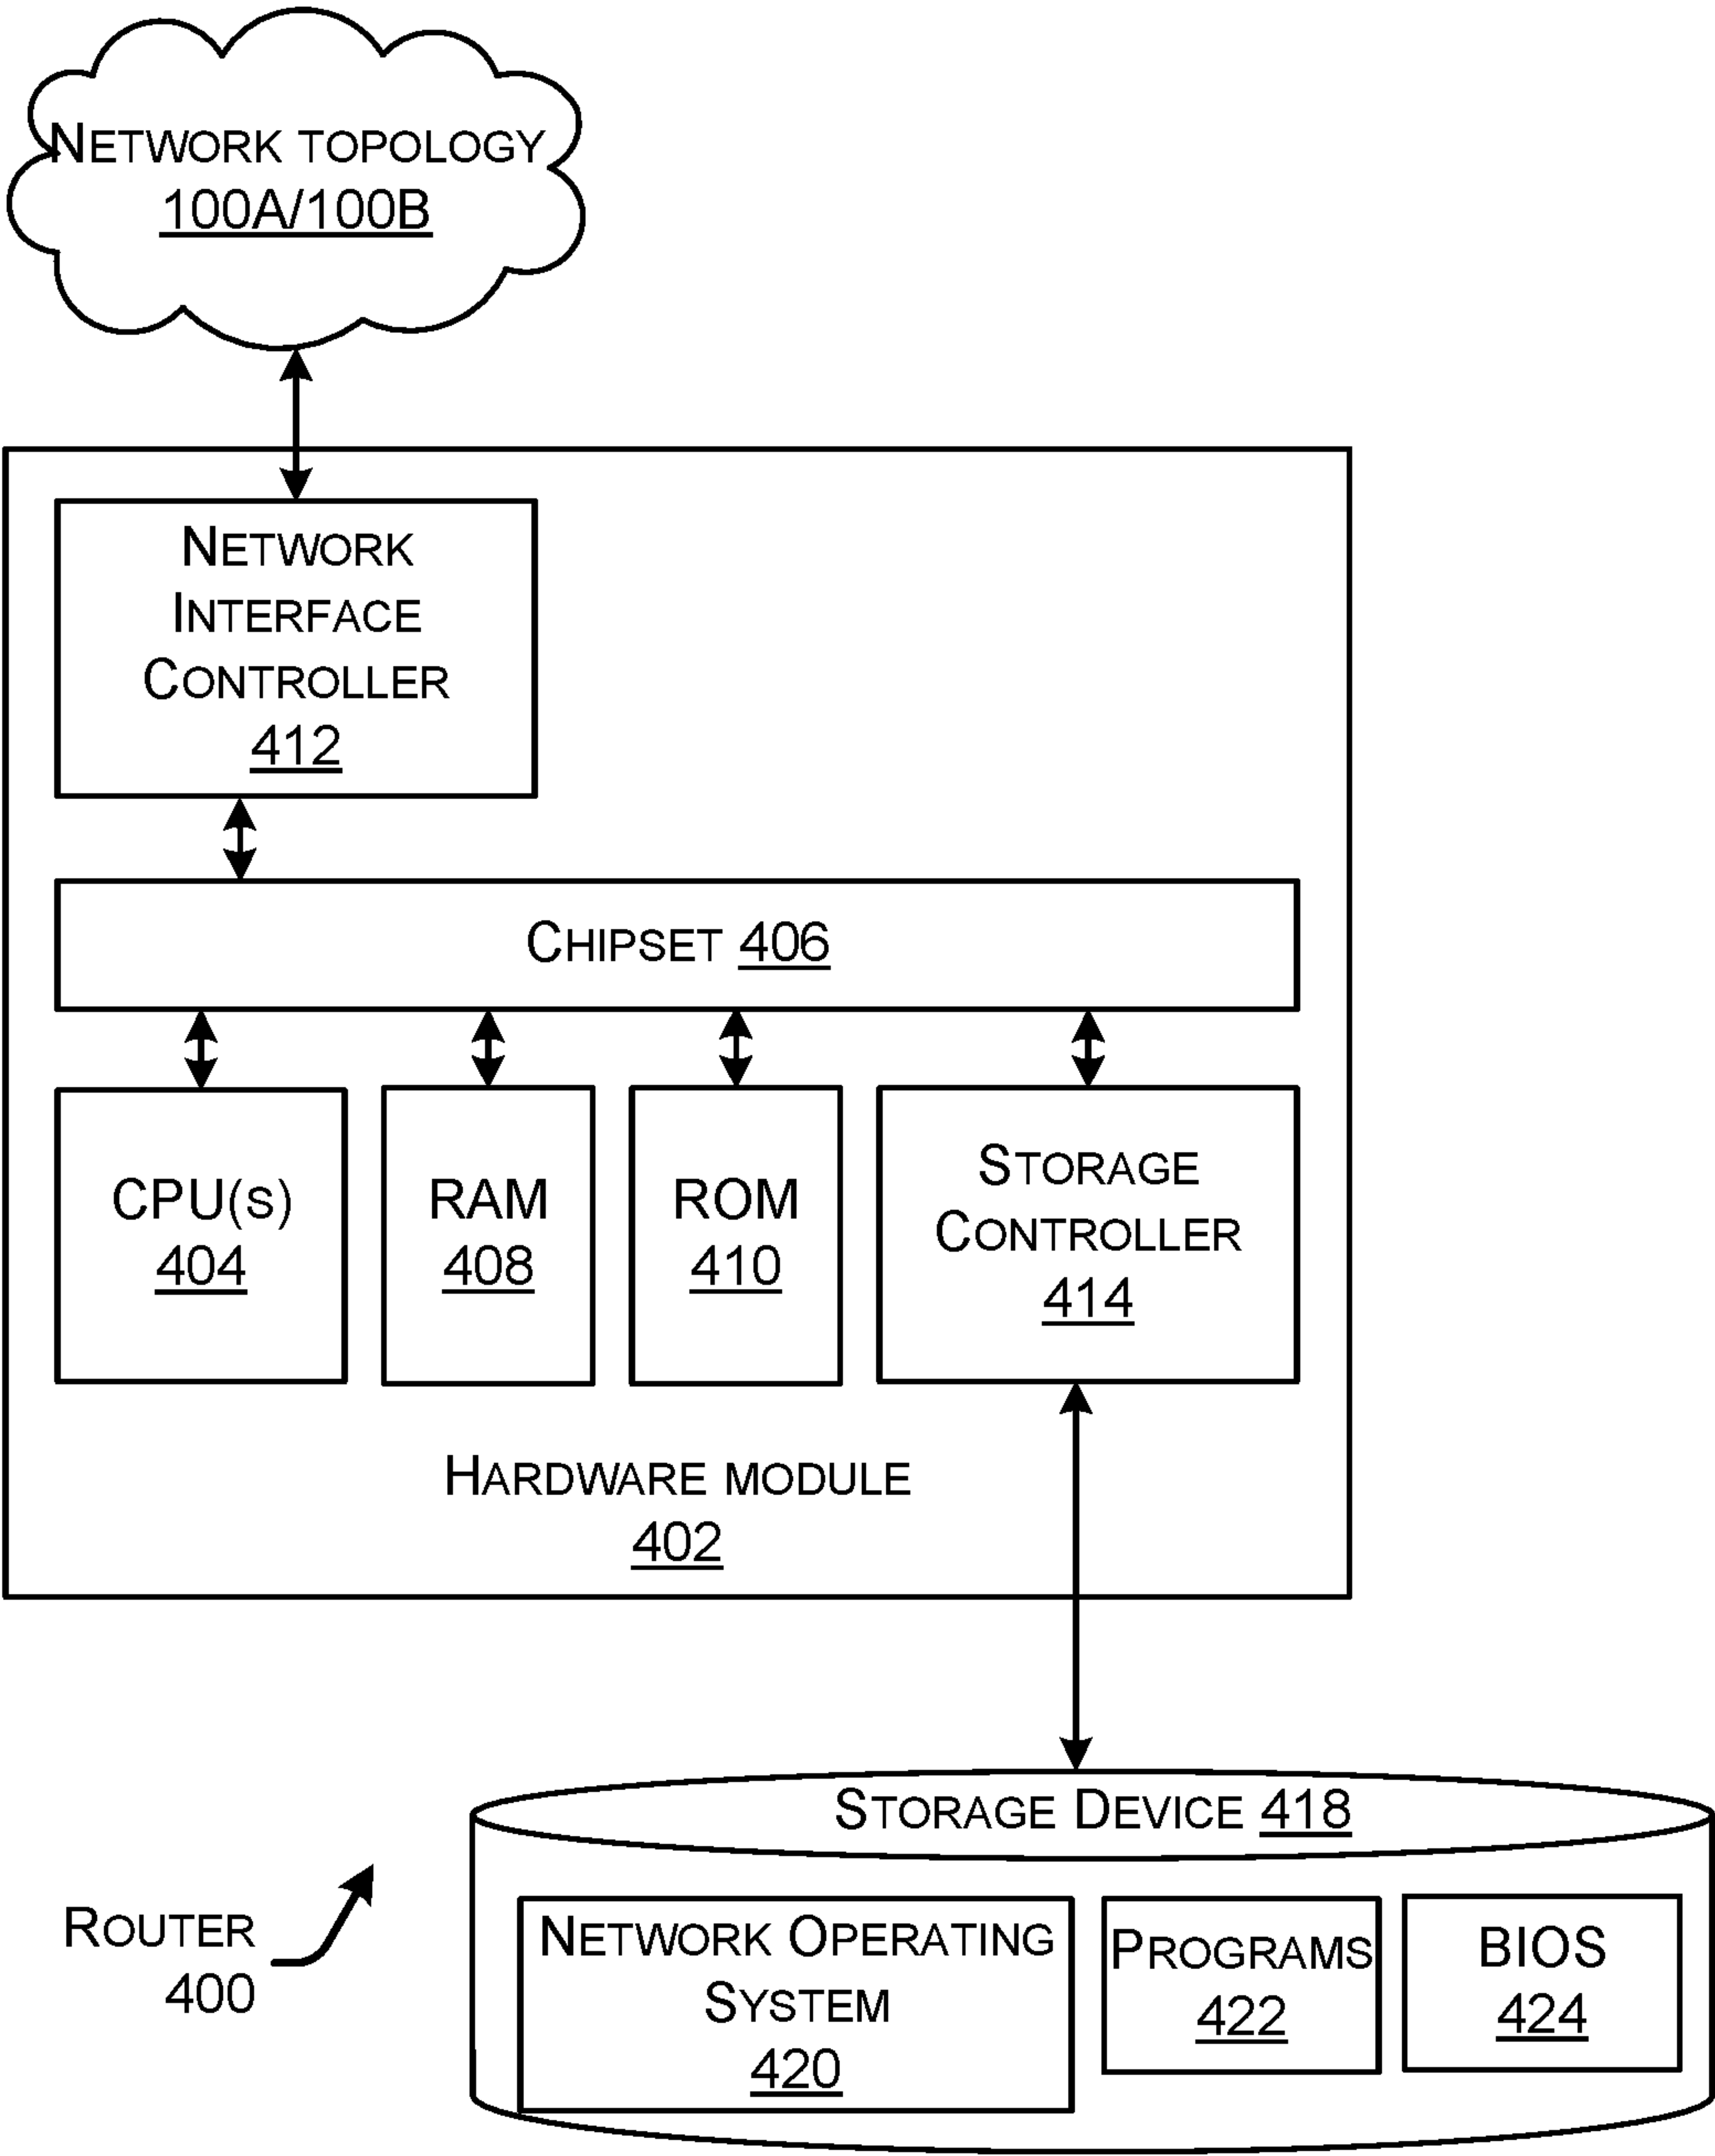 NETWORK TOPOLOGY
100A/100B
NETWORK
INTERFACE
CONTROLLER
412
CHIPSET 406
CPU(S)
404
RAM
408
ROM
410
STORAGE
CONTROLLER
414
HARDWARE MODULE
402
STORAGE DEVICE 418
ROUTER
400
NETWORK OPERATING
SYSTEM
420
PROGRAMS
422
BIOS
424